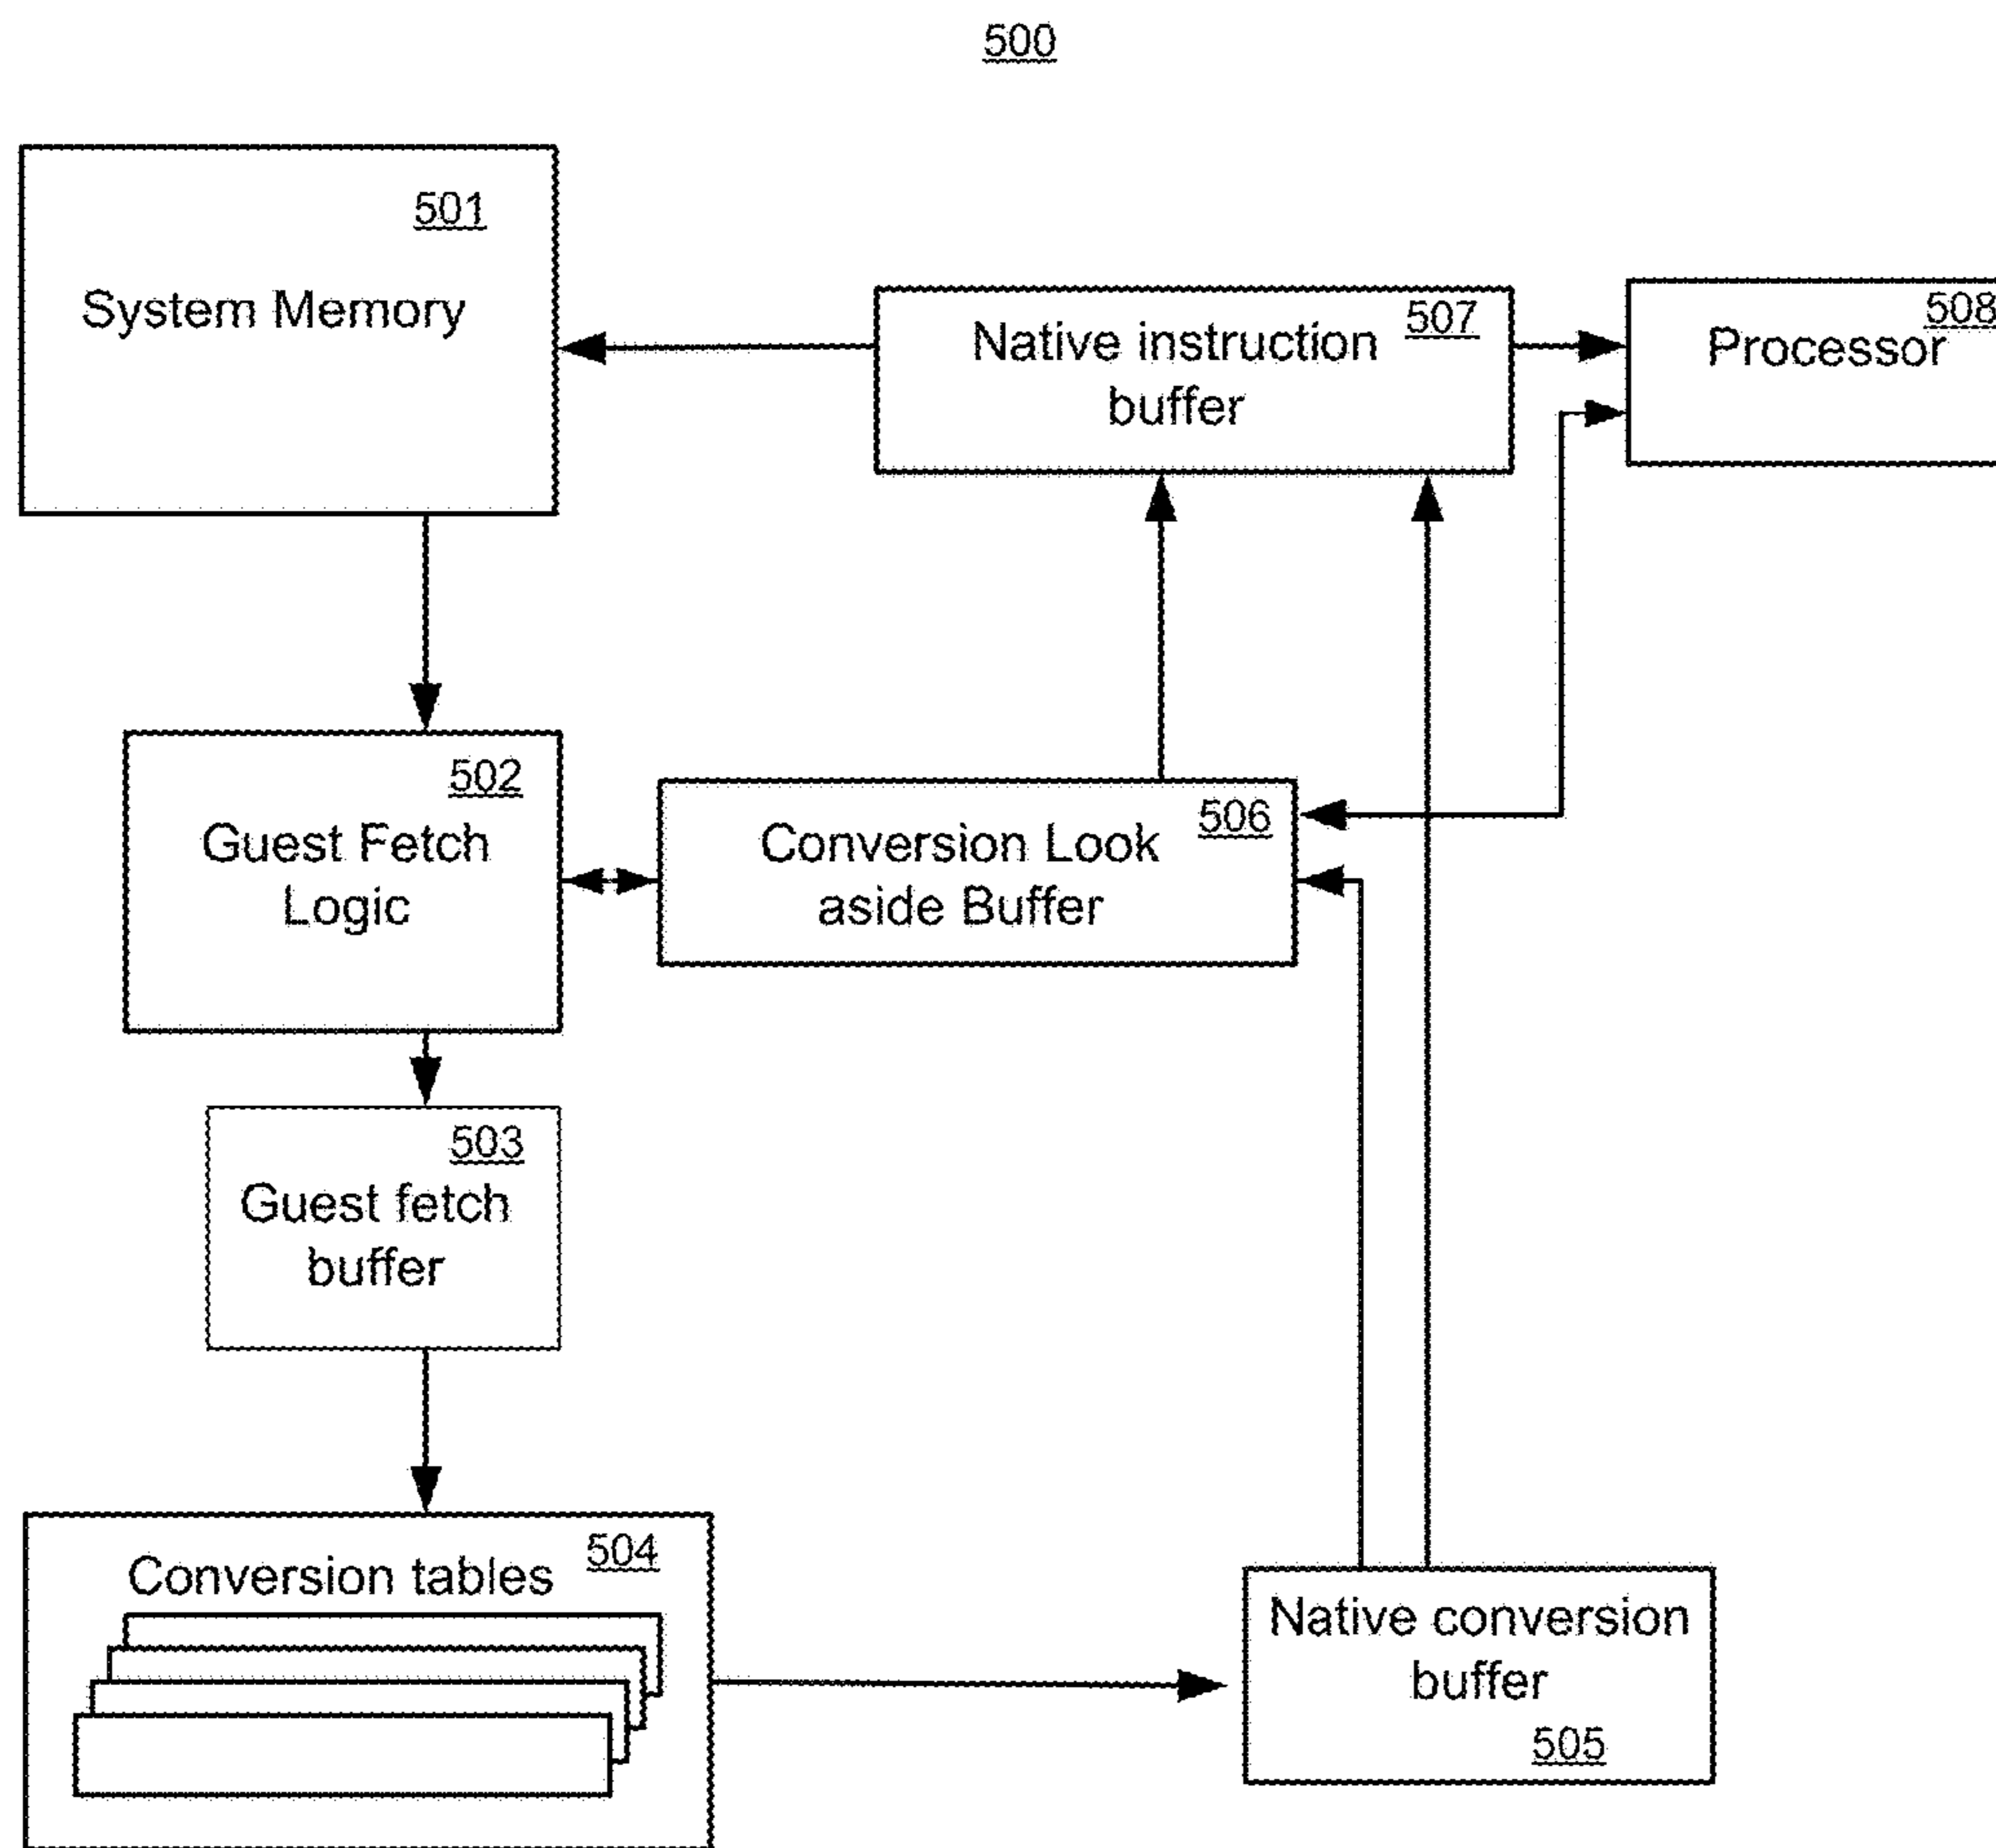 500
501
System Memory
507
Native instruction
buffer
508
Processor
502
Guest Fetch
Logic
506
Conversion Look
aside Buffer
503
Guest fetch
buffer
504
Conversion tables
Native conversion
buffer
505